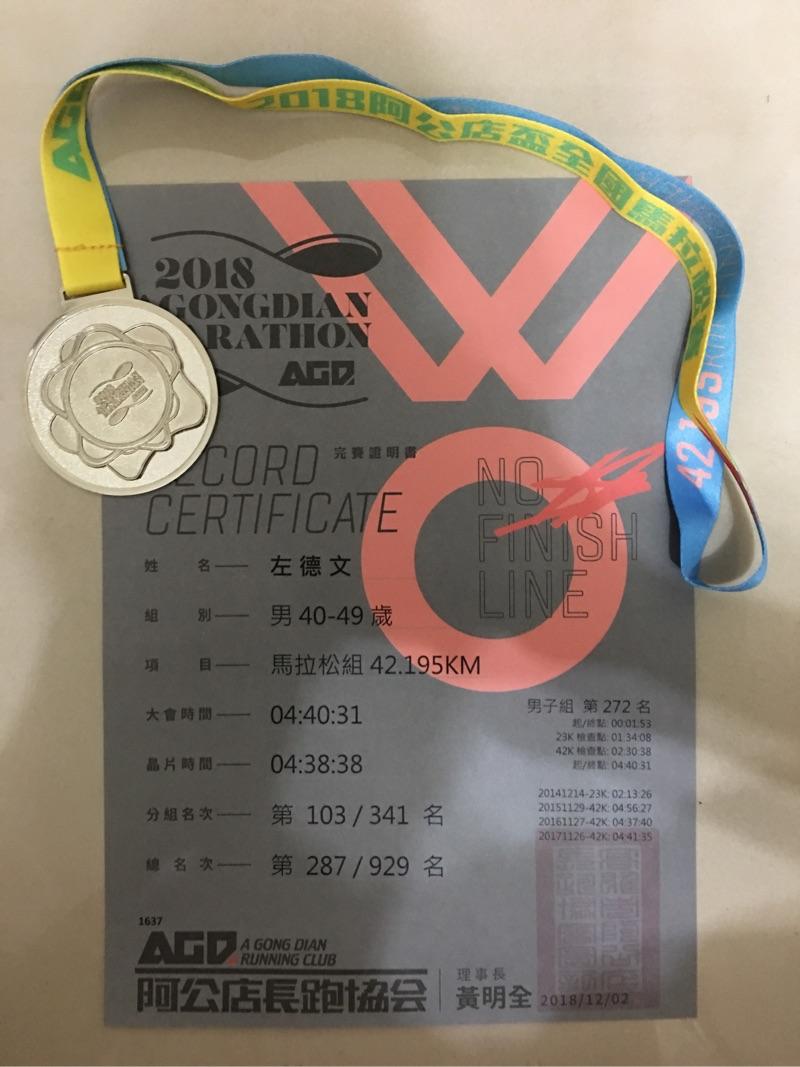 AGO
2018阿公店盃全國馬拉松
42.195KM
2018
AGONGDIAN
MARATHON
AGD.
RECORD 完賽證明書
CERTIFICATE
NO
FINISH
LINE
姓名 左德文
組別 男 40-49 歲
項目 馬拉松組 42.195KM
大會時間 04:40:31
晶片時間 04:38:38
分組名次 第 103 / 341 名
總名次 第 287 / 929 名
男子組 第 272 名
起/終點: 00:01:53
23K 檢查點: 01:34:08
42K 檢查點: 02:30:38
起/終點: 04:40:31
20141214-23K: 02:13:26
20151129-42K: 04:56:27
20161127-42K: 04:37:40
20171126-42K: 04:41:35
1637
AGD. A GONG DIAN
RUNNING CLUB
阿公店長跑協會
理事長
黃明全 2018/12/02